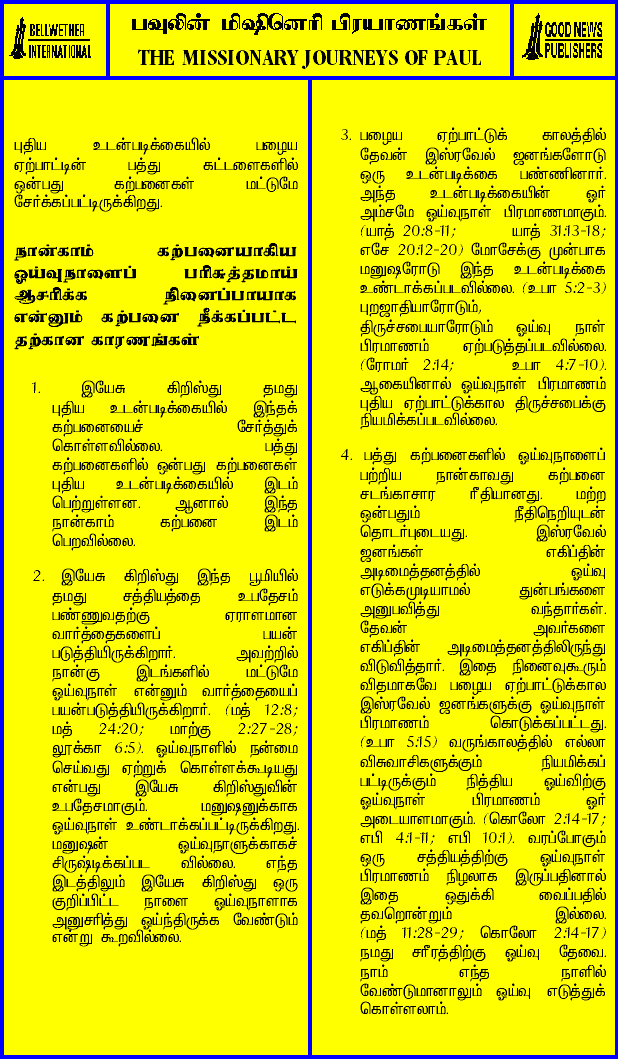 BELLWETHER
INTERNATIONAL
பவுலின் மிஷினெரி பிரயாணங்கள்
THE MISSIONARY JOURNEYS OF PAUL
GOOD NEWS
PUBLISHERS
புதிய உடன்படிக்கையில் பழைய
ஏற்பாட்டின் பத்து கட்டளைகளில்
ஒன்பது கற்பனைகள் மட்டுமே
சேர்க்கப்பட்டிருக்கிறது.
நான்காம் கற்பனையாகிய
ஓய்வுநாளைப் பரிசுத்தமாய்
ஆசரிக்க நினைப்பாயாக
என்னும் கற்பனை நீக்கப்பட்ட
தற்கான காரணங்கள்
1. இயேசு கிறிஸ்து தமது
புதிய உடன்படிக்கையில் இந்தக்
கற்பனையைச் சேர்த்துக்
கொள்ளவில்லை. பத்து
கற்பனைகளில் ஒன்பது கற்பனைகள்
புதிய உடன்படிக்கையில் இடம்
பெற்றுள்ளன. ஆனால் இந்த
நான்காம் கற்பனை இடம்
பெறவில்லை.
2. இயேசு கிறிஸ்து இந்த பூமியில்
தமது சத்தியத்தை உபதேசம்
பண்ணுவதற்கு ஏராளமான
வார்த்தைகளைப் பயன்
படுத்தியிருக்கிறார். அவற்றில்
நான்கு இடங்களில் மட்டுமே
ஓய்வுநாள் என்னும் வார்த்தையைப்
பயன்படுத்தியிருக்கிறார். (மத் 12:8;
மத் 24:20; மாற்கு 2:27-28;
லூக்கா 6:5). ஓய்வுநாளில் நன்மை
செய்வது ஏற்றுக் கொள்ளக்கூடியது
என்பது இயேசு கிறிஸ்துவின்
உபதேசமாகும். மனுஷனுக்காக
ஓய்வுநாள் உண்டாக்கப்பட்டிருக்கிறது.
மனுஷன் ஓய்வுநாளுக்காகச்
சிருஷ்டிக்கப்பட வில்லை. எந்த
இடத்திலும் இயேசு கிறிஸ்து ஒரு
குறிப்பிட்ட நாளை ஓய்வுநாளாக
அனுசரித்து ஓய்ந்திருக்க வேண்டும்
என்று கூறவில்லை.
3. பழைய ஏற்பாட்டுக் காலத்தில்
தேவன் இஸ்ரவேல் ஜனங்களோடு
ஒரு உடன்படிக்கை பண்ணினார்.
அந்த உடன்படிக்கையின் ஓர்
அம்சமே ஓய்வுநாள் பிரமாணமாகும்.
(யாத் 20:8-11; யாத் 31:13-18;
எசே 20:12-20) மோசேக்கு முன்பாக
மனுஷரோடு இந்த உடன்படிக்கை
உண்டாக்கப்படவில்லை. (உபா 5:2-3)
புறஜாதியாரோடும்,
திருச்சபையாரோடும் ஓய்வு நாள்
பிரமாணம் ஏற்படுத்தப்படவில்லை.
(ரோமர் 2:14; உபா 4:7-10).
ஆகையினால் ஓய்வுநாள் பிரமாணம்
புதிய ஏற்பாட்டுக்கால திருச்சபைக்கு
நியமிக்கப்படவில்லை.
4. பத்து கற்பனைகளில் ஓய்வுநாளைப்
பற்றிய நான்காவது கற்பனை
சடங்காசார ரீதியானது. மற்ற
ஒன்பதும் நீதிநெறியுடன்
தொடர்புடையது. இஸ்ரவேல்
ஜனங்கள் எகிப்தின்
அடிமைத்தனத்தில் ஓய்வு
எடுக்கமுடியாமல் துன்பங்களை
அனுபவித்து வந்தார்கள்.
தேவன் அவர்களை
எகிப்தின் அடிமைத்தனத்திலிருந்து
விடுவித்தார். இதை நினைவுகூரும்
விதமாகவே பழைய ஏற்பாட்டுக்கால
இஸ்ரவேல் ஜனங்களுக்கு ஓய்வுநாள்
பிரமாணம் கொடுக்கப்பட்டது.
(உபா 5:15) வருங்காலத்தில் எல்லா
விசுவாசிகளுக்கும் நியமிக்கப்
பட்டிருக்கும் நித்திய ஓய்விற்கு
ஓய்வுநாள் பிரமாணம் ஓர்
அடையாளமாகும். (கொலோ 2:14-17;
எபி 4:1-11; எபி 10:1). வரப்போகும்
ஒரு சத்தியத்திற்கு ஓய்வுநாள்
பிரமாணம் நிழலாக இருப்பதினால்
இதை ஒதுக்கி வைப்பதில்
தவறொன்றும் இல்லை.
(மத் 11:28-29; கொலோ 2:14-17)
நமது சரீரத்திற்கு ஓய்வு தேவை.
நாம் எந்த நாளில்
வேண்டுமானாலும் ஓய்வு எடுத்துக்
கொள்ளலாம்.